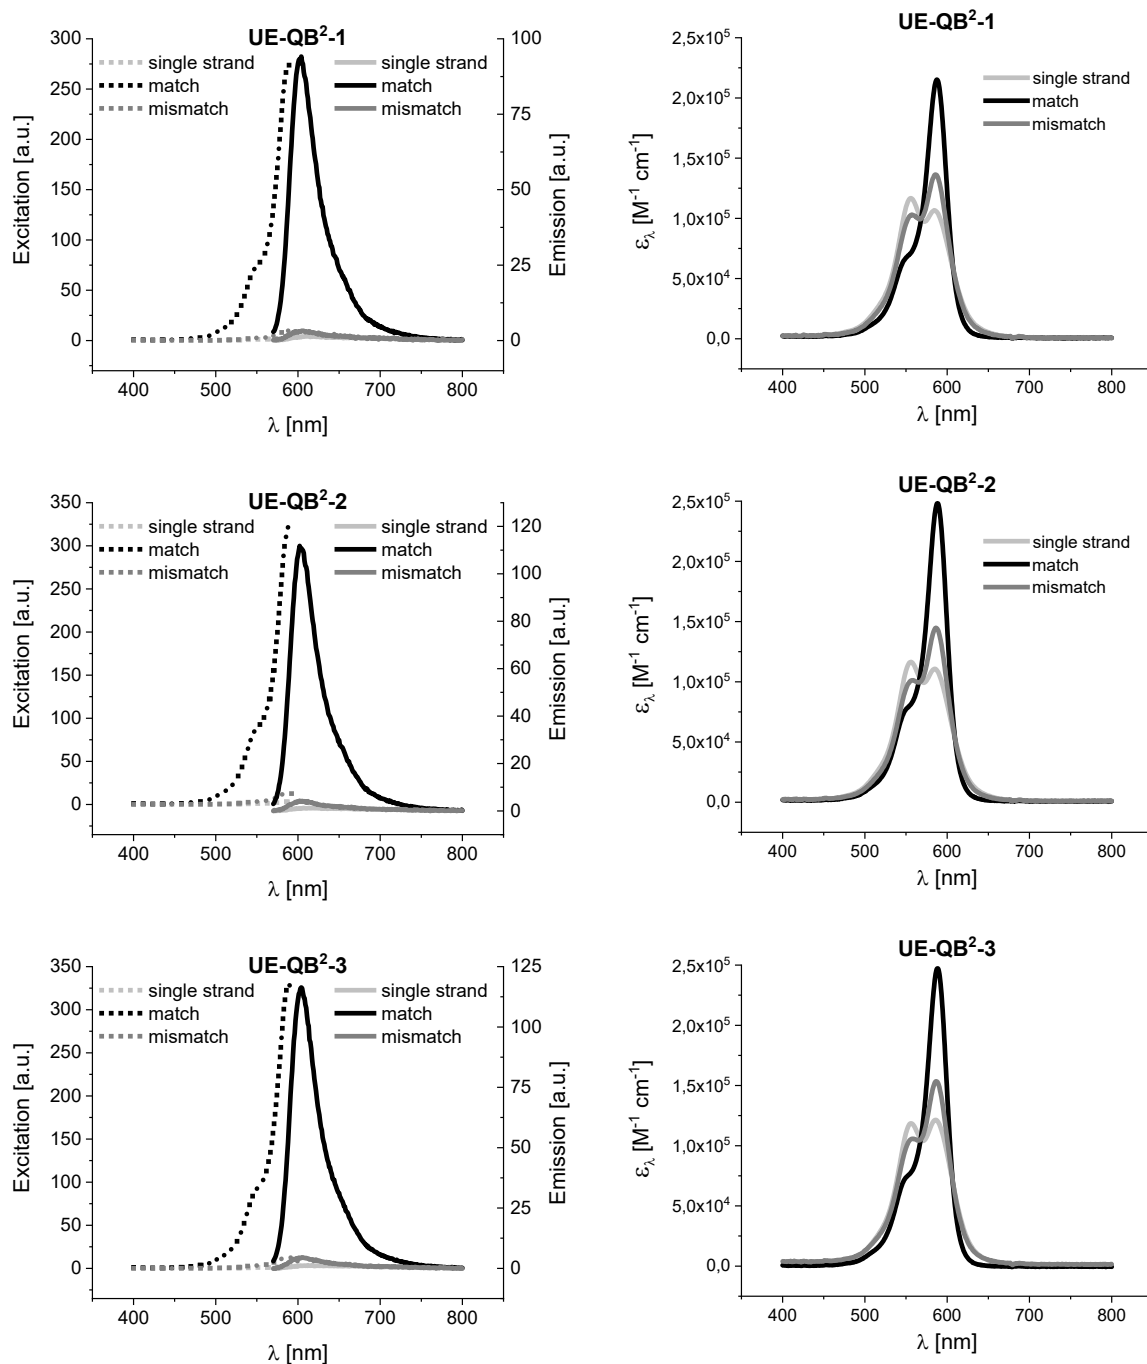 UE-QB²-1
300
250
200
150
100
50
0
Excitation [a.u.]
single strand
match
mismatch
single strand
match
mismatch
100
75
50
25
0
Emission [a.u.]
400 500 600 700 800
λ [nm]
UE-QB²-1
2,5x10⁵
2,0x10⁵
1,5x10⁵
1,0x10⁵
5,0x10⁴
0,0
ελ [M⁻¹ cm⁻¹]
single strand
match
mismatch
400 500 600 700 800
λ [nm]
UE-QB²-2
350
300
250
200
150
100
50
0
Excitation [a.u.]
single strand
match
mismatch
single strand
match
mismatch
120
100
80
60
40
20
0
Emission [a.u.]
400 500 600 700 800
λ [nm]
UE-QB²-2
2,5x10⁵
2,0x10⁵
1,5x10⁵
1,0x10⁵
5,0x10⁴
0,0
ελ [M⁻¹ cm⁻¹]
single strand
match
mismatch
400 500 600 700 800
λ [nm]
UE-QB²-3
350
300
250
200
150
100
50
0
Excitation [a.u.]
single strand
match
mismatch
single strand
match
mismatch
125
100
75
50
25
0
Emission [a.u.]
400 500 600 700 800
λ [nm]
UE-QB²-3
2,5x10⁵
2,0x10⁵
1,5x10⁵
1,0x10⁵
5,0x10⁴
0,0
ελ [M⁻¹ cm⁻¹]
single strand
match
mismatch
400 500 600 700 800
λ [nm]